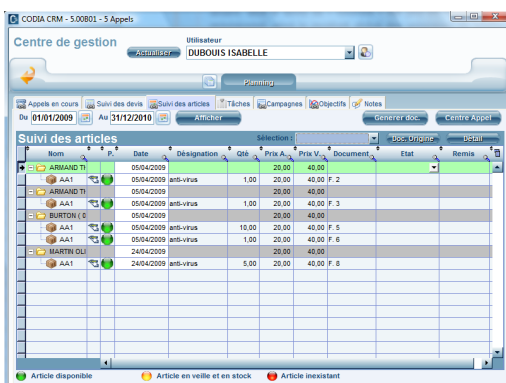 CODIA CRM - 5.00B01 - 5 Appels
Centre de gestion
Utilisateur
Actualiser
DUBOUIS ISABELLE
Planning
Appels en cours Suivi des devis Suivi des articles Tâches Campagnes Objectifs Notes
Du 01/01/2009 Au 31/12/2010 Afficher Generer doc. Centre Appel
Suivi des articles Sélection : Doc. Origine Détail
Nom P. Date Désignation Qté Prix A... Prix V... Document Etat Remis
ARMAND TH 05/04/2009 20,00 40,00
AA1 05/04/2009 anti-virus 1,00 20,00 40,00 F. 2
ARMAND TH 05/04/2009 20,00 40,00
AA1 05/04/2009 anti-virus 1,00 20,00 40,00 F. 3
BURTON ( D 05/04/2009 20,00 40,00
AA1 05/04/2009 anti-virus 10,00 20,00 40,00 F. 5
AA1 05/04/2009 anti-virus 1,00 20,00 40,00 F. 6
MARTIN OLI 24/04/2009 20,00 40,00
AA1 24/04/2009 anti-virus 5,00 20,00 40,00 F. 8
Article disponible Article en veille et en stock Article inexistant